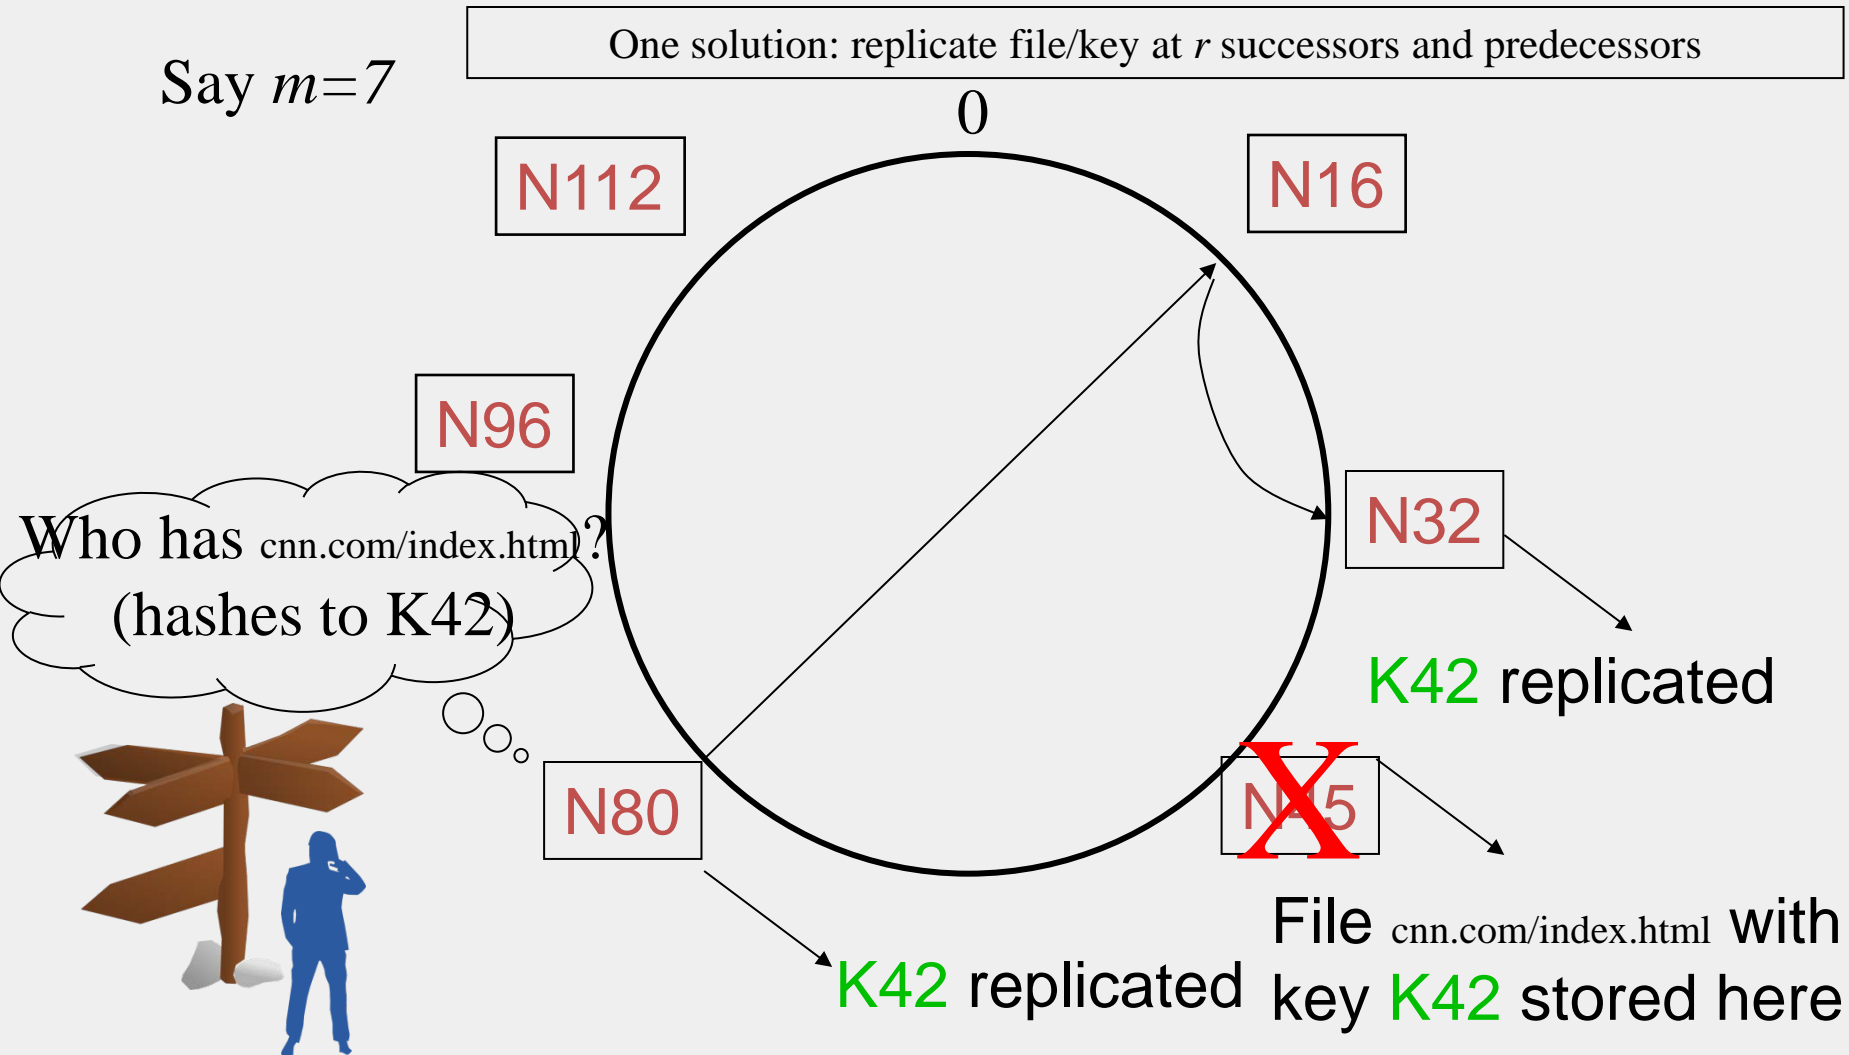 One solution: replicate file/key at r successors and predecessors
Say m=7
0
N112
N16
N96
N32
Who has cnn.com/index.html?
(hashes to K42)
K42 replicated
N80
N45
X
File cnn.com/index.html with
key K42 stored here
K42 replicated